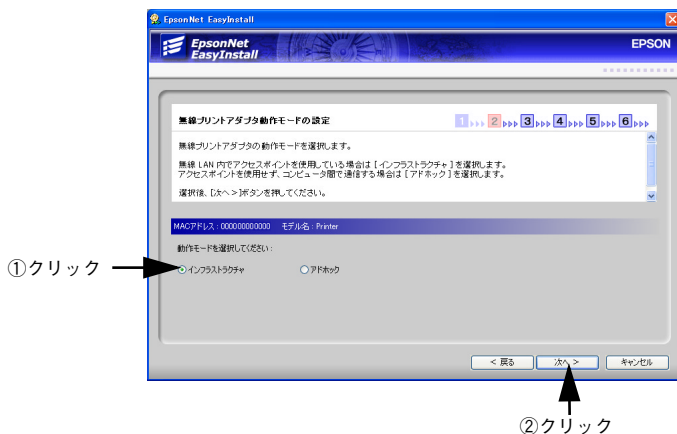 EpsonNet EasyInstall
EpsonNet
EasyInstall
EPSON
無線プリントアダプタ動作モードの設定
1 2 3 4 5 6
無線プリントアダプタの動作モードを選択します。
無線 LAN 内でアクセスポイントを使用している場合は [ インフラストラクチャ ] を選択します。
アクセスポイントを使用せず、コンピュータ間で通信する場合は [ アドホック ] を選択します。
選択後、[次へ >]ボタンを押してください。
MACアドレス : 000000000000 モデル名 : Printer
動作モードを選択してください :
①クリック
インフラストラクチャ アドホック
< 戻る 次へ > キャンセル
②クリック